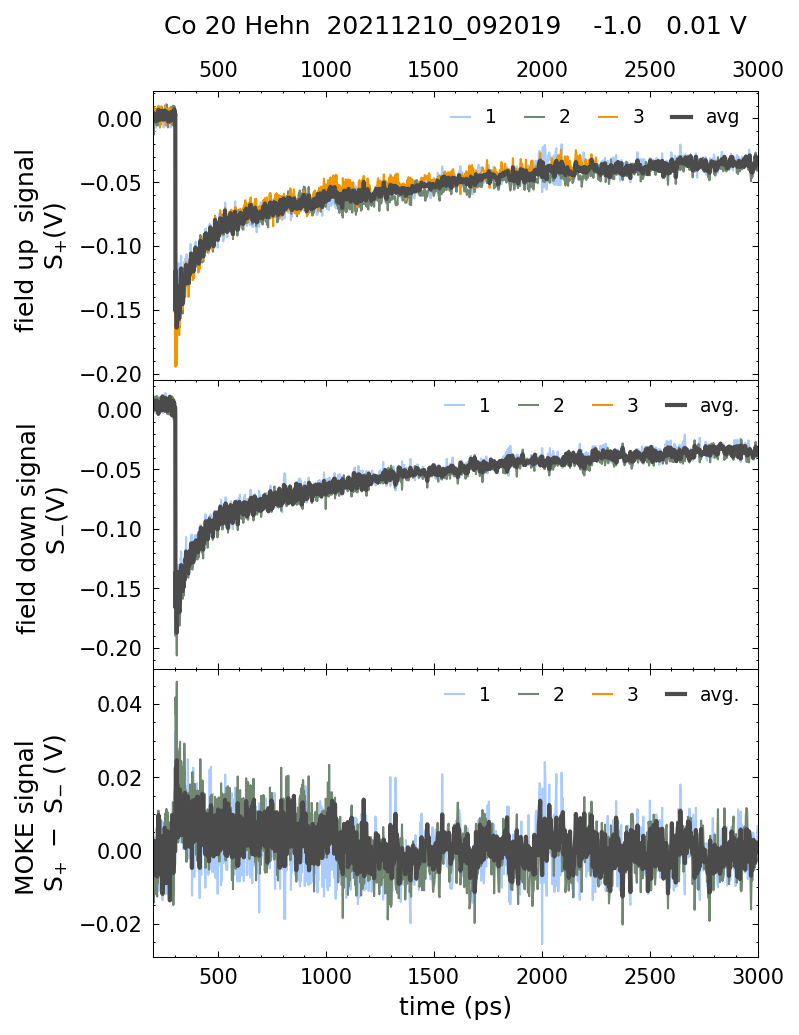 Co 20 Hehn 20211210_092019 -1.0 0.01 V
500 1000 1500 2000 2500 3000
0.00
−0.05
−0.10
−0.15
−0.20
field up signal
S+(V)
1 2 3 avg
0.00
−0.05
−0.10
−0.15
−0.20
field down signal
S−(V)
1 2 3 avg.
0.04
0.02
0.00
−0.02
MOKE signal
S+ − S− ( V)
1 2 3 avg.
500 1000 1500 2000 2500 3000
time (ps)